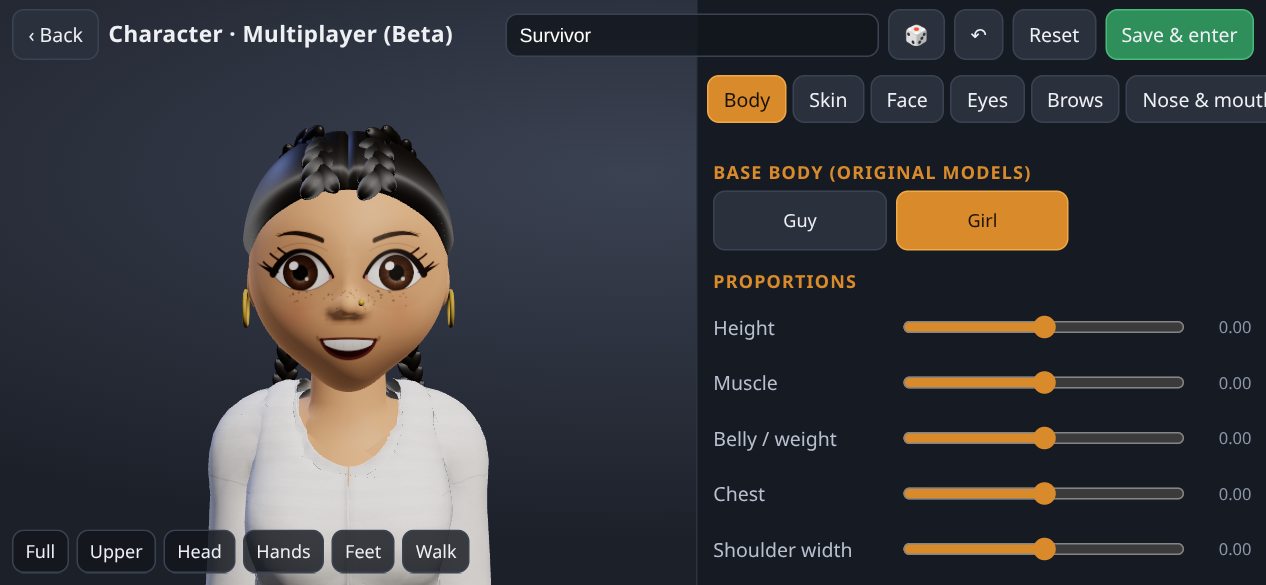 ‹ Back
Character · Multiplayer (Beta)
Survivor
Reset
Save & enter
Body
Skin
Face
Eyes
Brows
Nose & mouth
BASE BODY (ORIGINAL MODELS)
Guy
Girl
PROPORTIONS
Height 0.00
Muscle 0.00
Belly / weight 0.00
Chest 0.00
Shoulder width 0.00
Full
Upper
Head
Hands
Feet
Walk